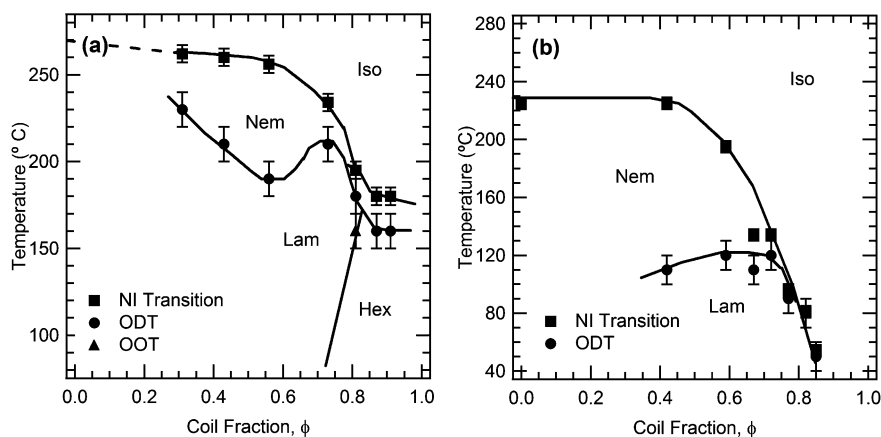 (a)
Iso
Nem
Lam
Hex
NI Transition
ODT
OOT
250
200
150
100
Temperature (º C)
0.0 0.2 0.4 0.6 0.8 1.0
Coil Fraction, ϕ
(b)
Iso
Nem
Lam
NI Transition
ODT
280
240
200
160
120
80
40
Temperature (ºC)
0.0 0.2 0.4 0.6 0.8 1.0
Coil Fraction, ϕ